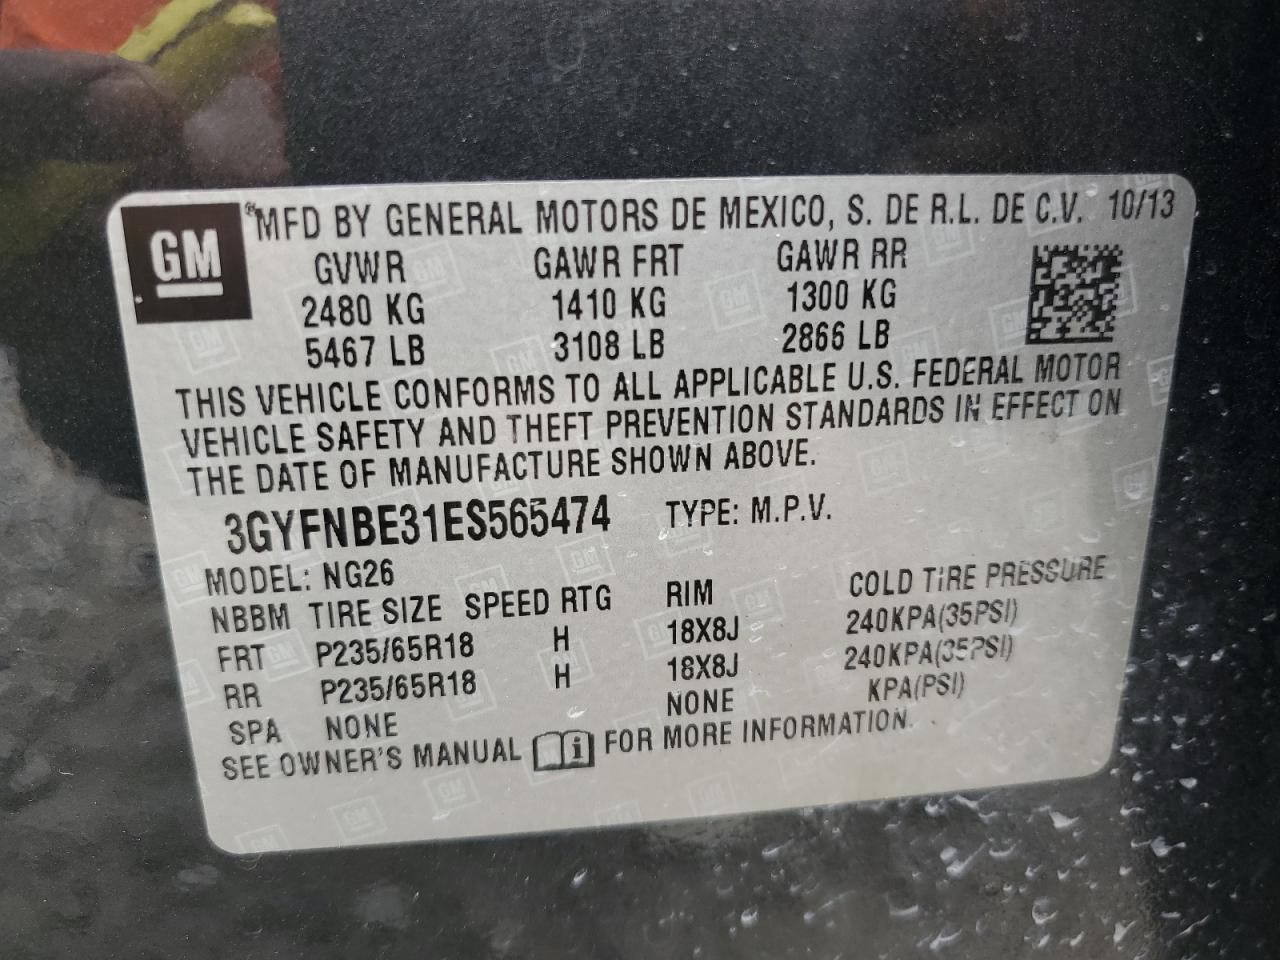 GM ® MFD BY GENERAL MOTORS DE MEXICO, S. DE R.L. DE C.V. 10/13
GVWR GAWR FRT GAWR RR
2480 KG 1410 KG 1300 KG
5467 LB 3108 LB 2866 LB
THIS VEHICLE CONFORMS TO ALL APPLICABLE U.S. FEDERAL MOTOR
VEHICLE SAFETY AND THEFT PREVENTION STANDARDS IN EFFECT ON
THE DATE OF MANUFACTURE SHOWN ABOVE.
3GYFNBE31ES565474 TYPE: M.P.V.
MODEL: NG26
NBBM TIRE SIZE SPEED RTG RIM COLD TIRE PRESSURE
FRT P235/65R18 H 18X8J 240KPA(35PSI)
RR P235/65R18 H 18X8J 240KPA(35PSI)
SPA NONE NONE KPA(PSI)
SEE OWNER'S MANUAL i FOR MORE INFORMATION.